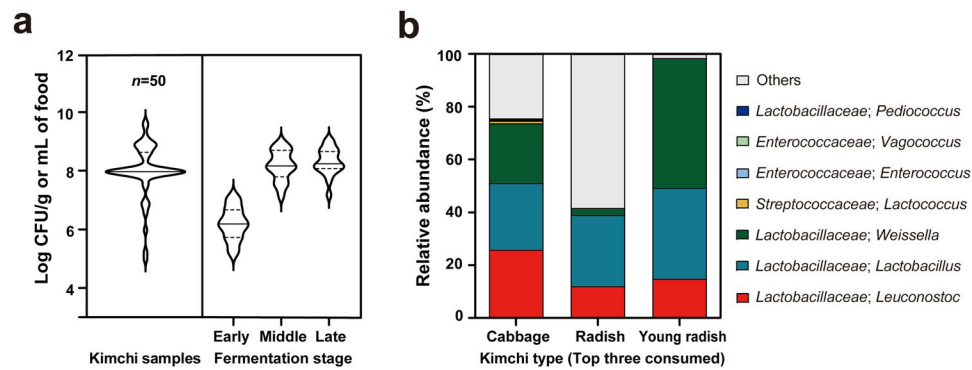 a
Log CFU/g or mL of food
12
10
8
6
4
n=50
Early Middle Late
Kimchi samples Fermentation stage
b
Relative abundance (%)
100
80
60
40
20
0
Cabbage Radish Young radish
Kimchi type (Top three consumed)
Others
Lactobacillaceae; Pediococcus
Enterococcaceae; Vagococcus
Enterococcaceae; Enterococcus
Streptococcaceae; Lactococcus
Lactobacillaceae; Weissella
Lactobacillaceae; Lactobacillus
Lactobacillaceae; Leuconostoc